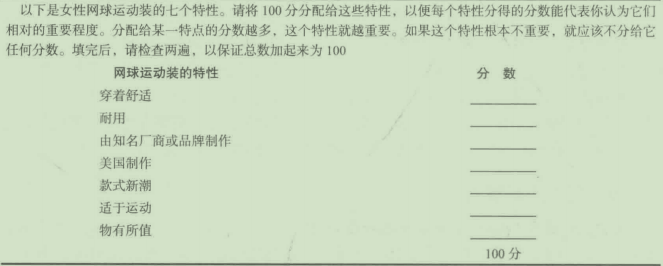 以下是女性网球运动装的七个特性。请将 100 分分配给这些特性，以便每个特性分得的分数能代表你认为它们
相对的重要程度。分配给某一特点的分数越多，这个特性就越重要。如果这个特性根本不重要，就应该不分给它
任何分数。填完后，请检查两遍，以保证总数加起来为 100
网球运动装的特性 分 数
穿着舒适
耐用
由知名厂商或品牌制作
美国制作
款式新潮
适于运动
物有所值
100 分